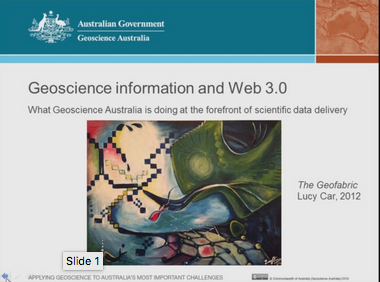 Australian Government
Geoscience Australia
Geoscience information and Web 3.0
What Geoscience Australia is doing at the forefront of scientific data delivery
The Geofabric
Lucy Car, 2012
Slide 1
APPLYING GEOSCIENCE TO AUSTRALIA'S MOST IMPORTANT CHALLENGES
© Commonwealth of Australia (Geoscience Australia) 2012